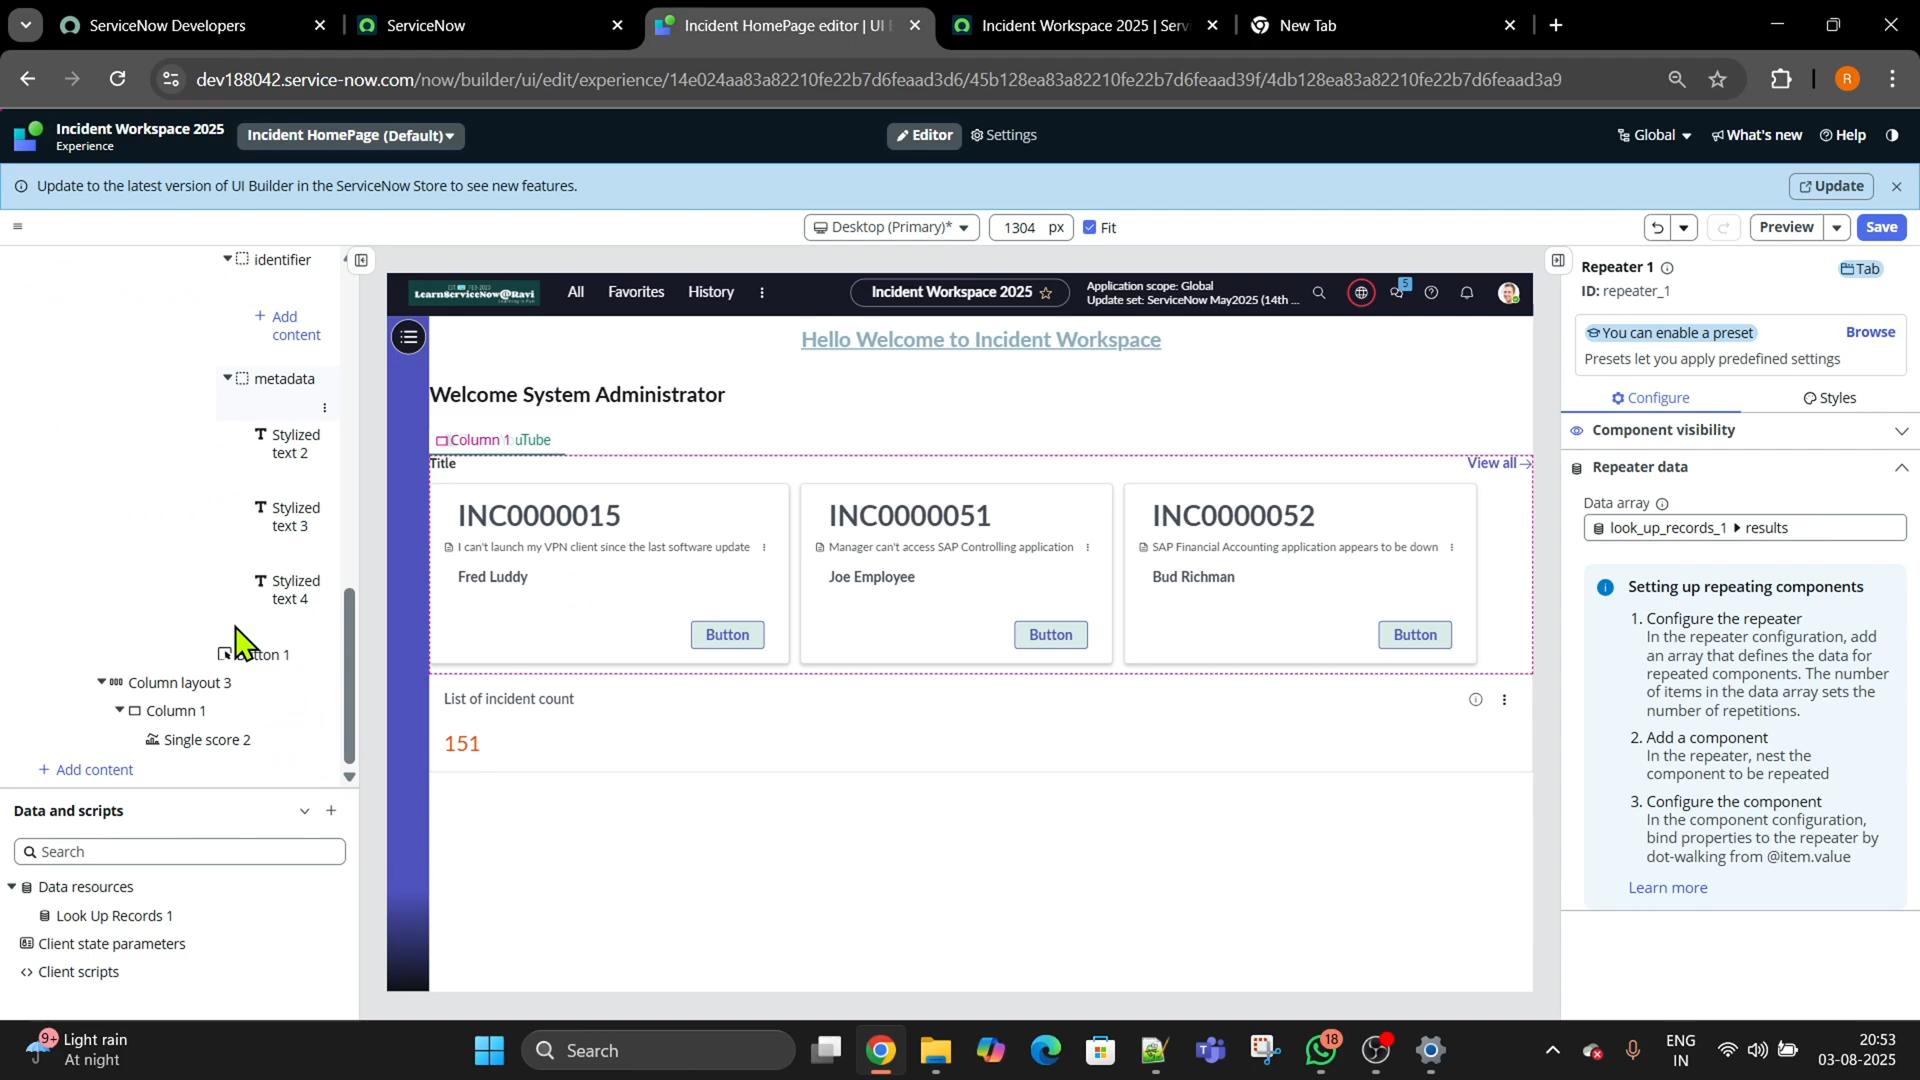 ServiceNow Developers
ServiceNow
Incident HomePage editor | UI
Incident Workspace 2025 | Servi
New Tab
dev188042.service-now.com/now/builder/ui/edit/experience/14e024aa83a82210fe22b7d6feaad3d6/45b128ea83a82210fe22b7d6feaad39f/4db128ea83a82210fe22b7d6feaad3a9
R
Incident Workspace 2025
Experience
Incident HomePage (Default)
Editor
Settings
Global
What's new
Help
Update to the latest version of UI Builder in the ServiceNow Store to see new features.
Update
Desktop (Primary)*
1304 px
Fit
Preview
Save
identifier
+ Add
content
metadata
Stylized
text 2
Stylized
text 3
Stylized
text 4
Column layout 3
Column 1
Single score 2
+ Add content
Data and scripts
Search
Data resources
Look Up Records 1
Client state parameters
Client scripts
LearnServiceNow@Ravi
All
Favorites
History
Incident Workspace 2025
Application scope: Global
Update set: ServiceNow May2025 (14th ...
5
Hello Welcome to Incident Workspace
Welcome System Administrator
Column 1 uTube
Title
View all
INC0000015
I can't launch my VPN client since the last software update
Fred Luddy
Button
INC0000051
Manager can't access SAP Controlling application
Joe Employee
Button
INC0000052
SAP Financial Accounting application appears to be down
Bud Richman
Button
List of incident count
151
Repeater 1
Tab
ID: repeater_1
You can enable a preset
Browse
Presets let you apply predefined settings
Configure
Styles
Component visibility
Repeater data
Data array
look_up_records_1 ▸ results
Setting up repeating components
1. Configure the repeater
In the repeater configuration, add
an array that defines the data for
repeated components. The number
of items in the data array sets the
number of repetitions.
2. Add a component
In the repeater, nest the
component to be repeated
3. Configure the component
In the component configuration,
bind properties to the repeater by
dot-walking from @item.value
Learn more
9+
Light rain
At night
Search
18
ENG
IN
20:53
03-08-2025